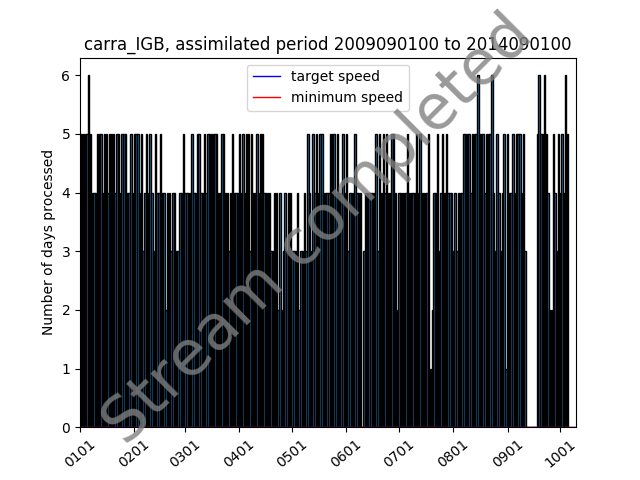 carra_IGB, assimilated period 2009090100 to 2014090100
target speed
minimum speed
Number of days processed
6
5
4
3
2
1
0
0101 0201 0301 0401 0501 0601 0701 0801 0901 1001
Stream completed